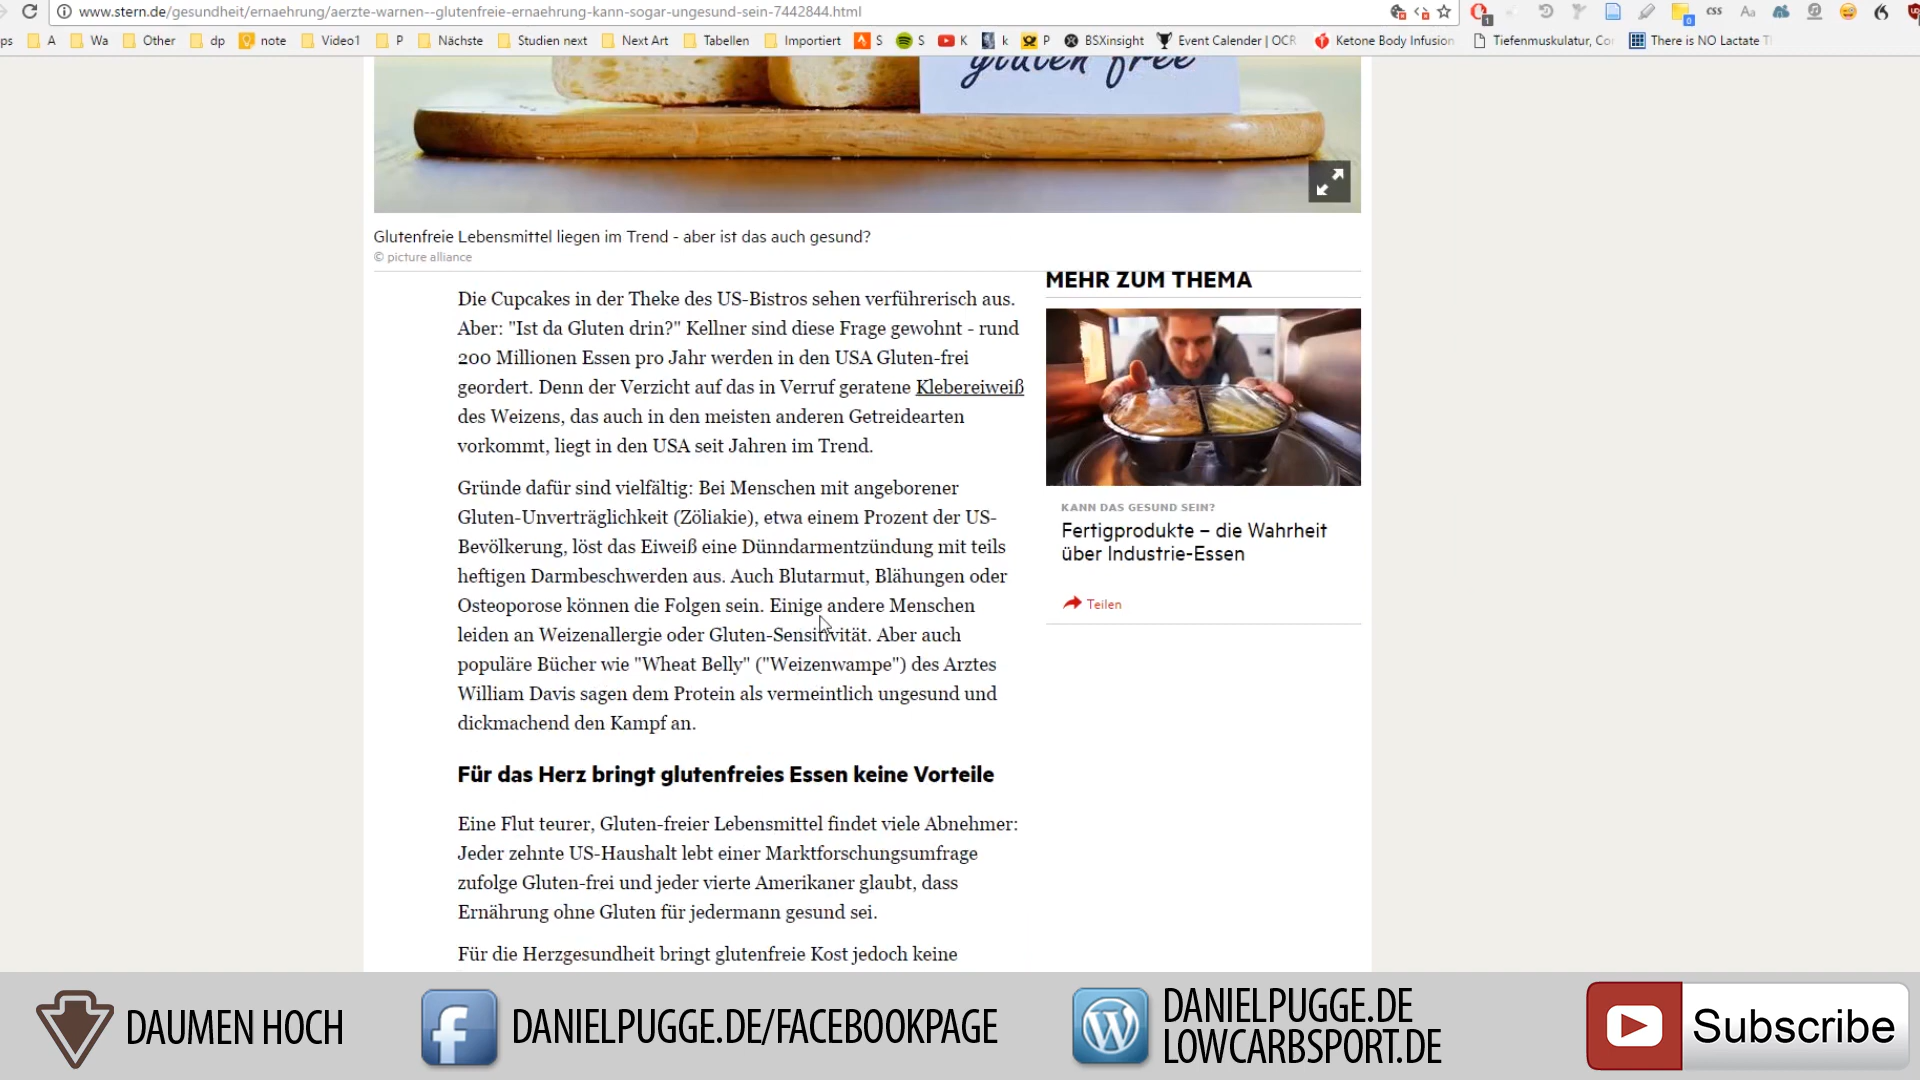 www.stern.de/gesundheit/ernaehrung/aerzte-warnen--glutenfreie-ernaehrung-kann-sogar-ungesund-sein-7442844.html
ps A Wa Other dp note Video1 P Nächste Studien next Next Art Tabellen Importiert S S K k P BSXinsight Event Calender | OCR Ketone Body Infusion Tiefenmuskulatur, Cor There is NO Lactate T
gluten free
Glutenfreie Lebensmittel liegen im Trend - aber ist das auch gesund?
© picture alliance
Die Cupcakes in der Theke des US-Bistros sehen verführerisch aus.
Aber: "Ist da Gluten drin?" Kellner sind diese Frage gewohnt - rund
200 Millionen Essen pro Jahr werden in den USA Gluten-frei
geordert. Denn der Verzicht auf das in Verruf geratene Klebereiweiß
des Weizens, das auch in den meisten anderen Getreidearten
vorkommt, liegt in den USA seit Jahren im Trend.
Gründe dafür sind vielfältig: Bei Menschen mit angeborener
Gluten-Unverträglichkeit (Zöliakie), etwa einem Prozent der US-
Bevölkerung, löst das Eiweiß eine Dünndarmentzündung mit teils
heftigen Darmbeschwerden aus. Auch Blutarmut, Blähungen oder
Osteoporose können die Folgen sein. Einige andere Menschen
leiden an Weizenallergie oder Gluten-Sensitivität. Aber auch
populäre Bücher wie "Wheat Belly" ("Weizenwampe") des Arztes
William Davis sagen dem Protein als vermeintlich ungesund und
dickmachend den Kampf an.
Für das Herz bringt glutenfreies Essen keine Vorteile
Eine Flut teurer, Gluten-freier Lebensmittel findet viele Abnehmer:
Jeder zehnte US-Haushalt lebt einer Marktforschungsumfrage
zufolge Gluten-frei und jeder vierte Amerikaner glaubt, dass
Ernährung ohne Gluten für jedermann gesund sei.
Für die Herzgesundheit bringt glutenfreie Kost jedoch keine
MEHR ZUM THEMA
KANN DAS GESUND SEIN?
Fertigprodukte – die Wahrheit
über Industrie-Essen
Teilen
DAUMEN HOCH
DANIELPUGGE.DE/FACEBOOKPAGE
DANIELPUGGE.DE
LOWCARBSPORT.DE
Subscribe